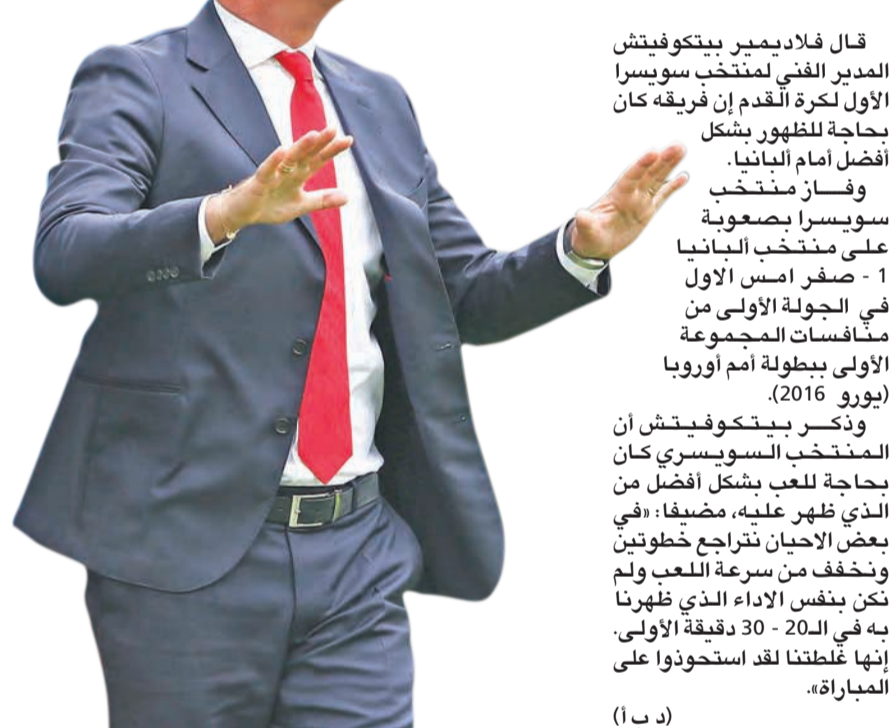 قال فلاديمير بيتكوفيتش
المدير الفني لمنتخب سويسرا
الأول لكرة القدم إن فريقه كان
بحاجة للظهور بشكل
أفضل أمام ألبانيا.
وفاز منتخب
سويسرا بصعوبة
على منتخب ألبانيا
1 - صفر امس الاول
في الجولة الأولى من
منافسات المجموعة
الأولى ببطولة أمم أوروبا
(يورو 2016).
وذكر بيتكوفيتش أن
المنتخب السويسري كان
بحاجة للعب بشكل أفضل من
الذي ظهر عليه، مضيفا: «في
بعض الاحيان نتراجع خطوتين
ونخفف من سرعة اللعب ولم
نكن بنفس الاداء الذي ظهرنا
به في الـ20 - 30 دقيقة الأولى.
إنها غلطتنا لقد استحوذوا على
المباراة».
(د ب أ)